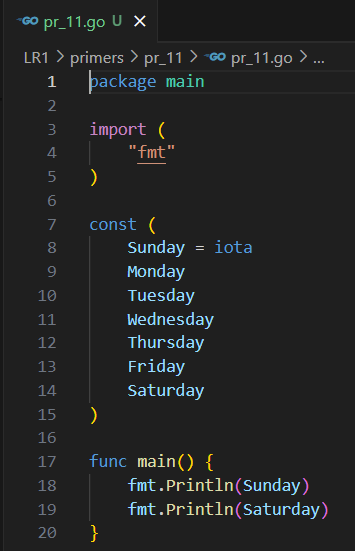 GO pr_11.go U ×
LR1 > primers > pr_11 > GO pr_11.go > ...
1 package main
2
3 import (
4     "fmt"
5 )
6
7 const (
8     Sunday = iota
9     Monday
10     Tuesday
11     Wednesday
12     Thursday
13     Friday
14     Saturday
15 )
16
17 func main() {
18     fmt.Println(Sunday)
19     fmt.Println(Saturday)
20 }